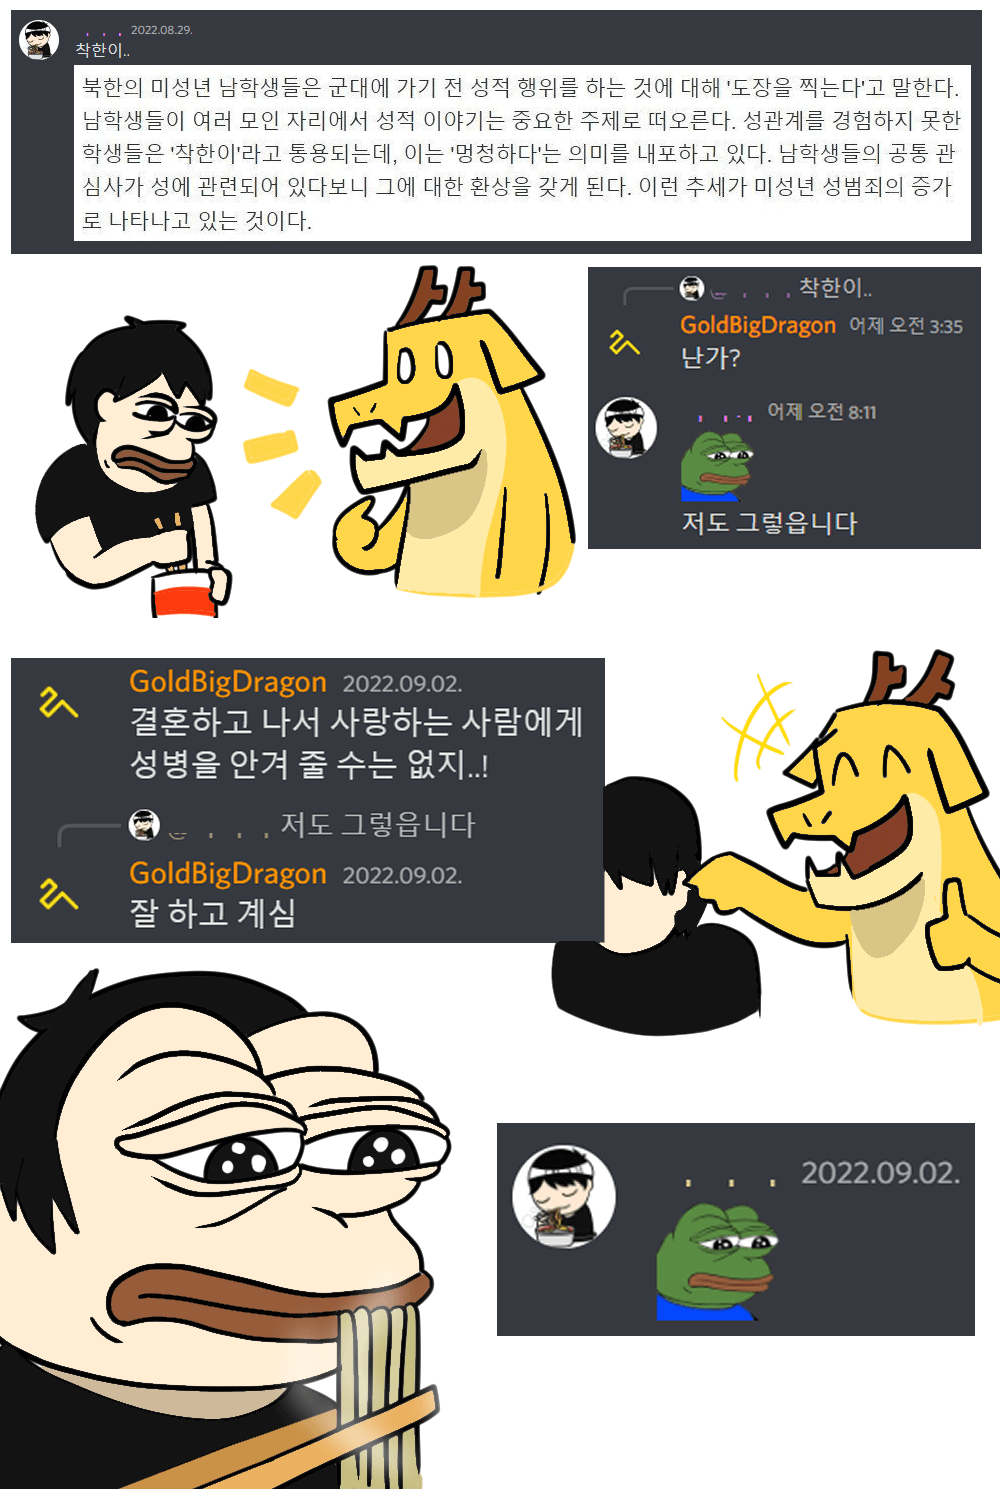 2022.08.29.
착한이..
북한의 미성년 남학생들은 군대에 가기 전 성적 행위를 하는 것에 대해 '도장을 찍는다'고 말한다.
남학생들이 여러 모인 자리에서 성적 이야기는 중요한 주제로 떠오른다. 성관계를 경험하지 못한
학생들은 '착한이'라고 통용되는데, 이는 '멍청하다'는 의미를 내포하고 있다. 남학생들의 공통 관
심사가 성에 관련되어 있다보니 그에 대한 환상을 갖게 된다. 이런 추세가 미성년 성범죄의 증가
로 나타나고 있는 것이다.
착한이..
GoldBigDragon 어제 오전 3:35
난가?
어제 오전 8:11
저도 그렇읍니다
GoldBigDragon 2022.09.02.
결혼하고 나서 사랑하는 사람에게
성병을 안겨 줄 수는 없지..!
저도 그렇읍니다
GoldBigDragon 2022.09.02.
잘 하고 계심
2022.09.02.